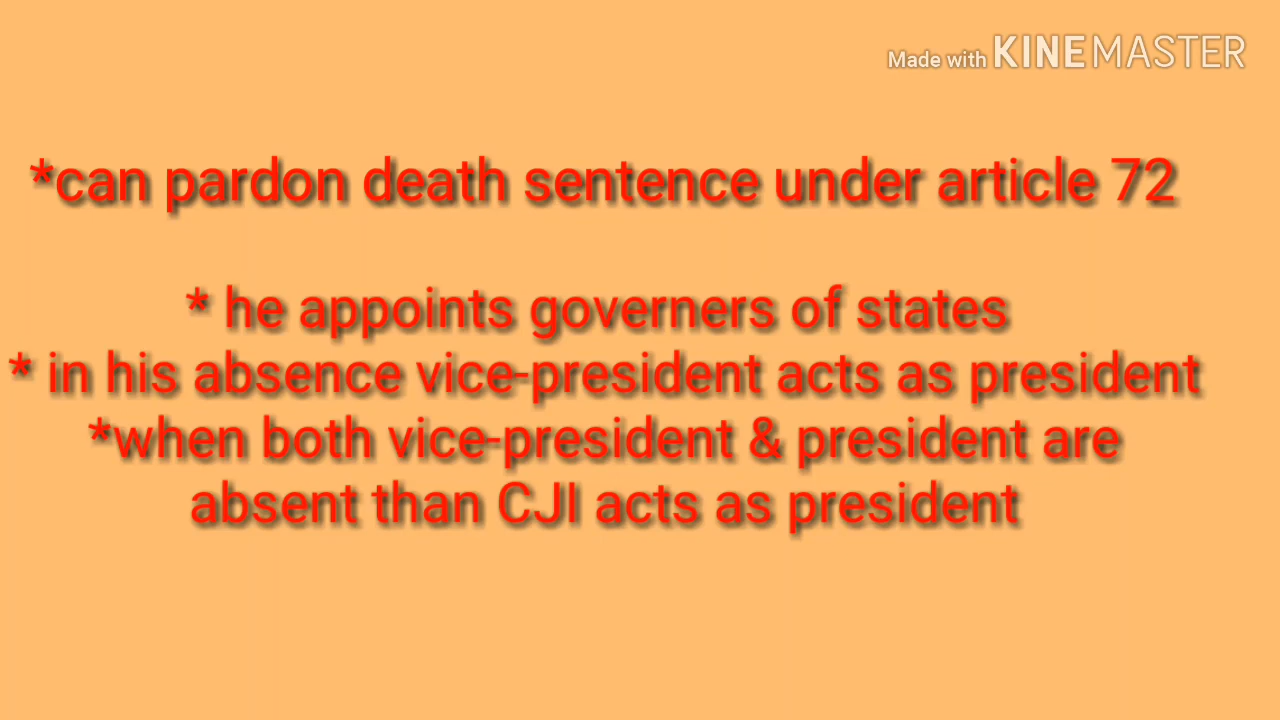 Made with KINEMASTER
*can pardon death sentence under article 72
* he appoints governers of states
* in his absence vice-president acts as president
*when both vice-president & president are
absent than CJI acts as president